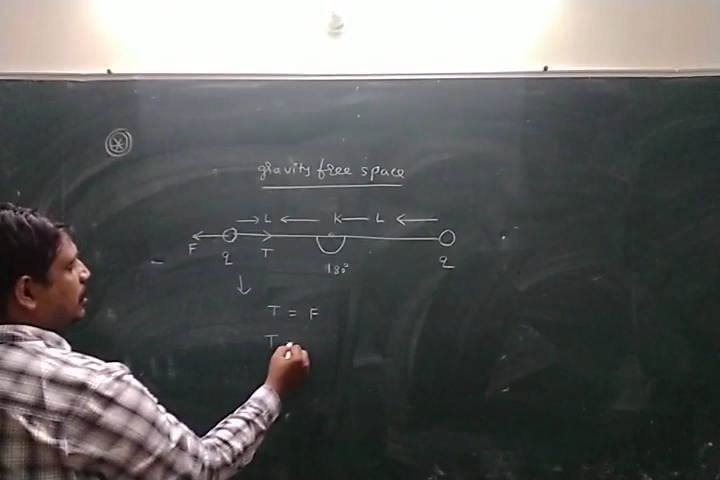 gravity free space
L K L
F q T 180° q
T = F
T